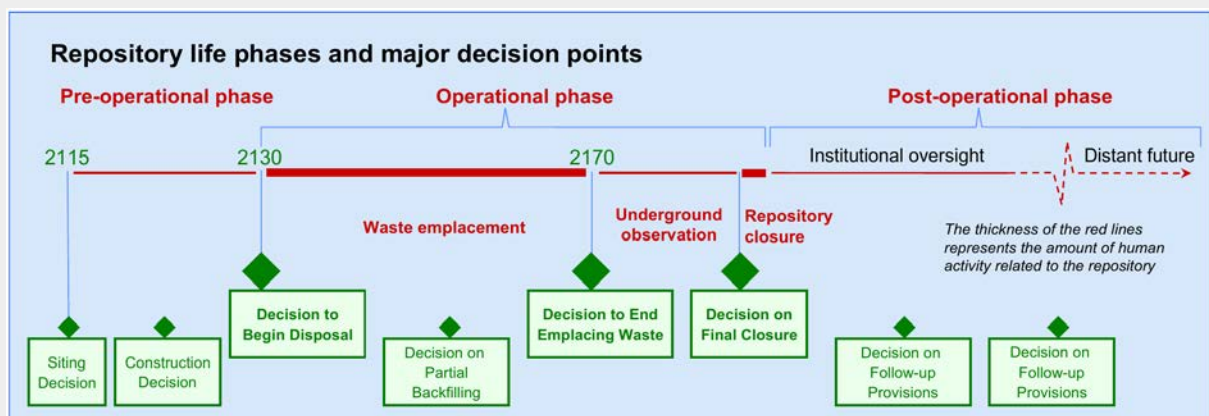 Repository life phases and major decision points
Pre-operational phase
Operational phase
Post-operational phase
2115
2130
2170
Institutional oversight
Distant future
Waste emplacement
Underground
observation
Repository
closure
The thickness of the red lines
represents the amount of human
activity related to the repository
Siting
Decision
Construction
Decision
Decision to
Begin Disposal
Decision on
Partial
Backfilling
Decision to End
Emplacing Waste
Decision on
Final Closure
Decision on
Follow-up
Provisions
Decision on
Follow-up
Provisions